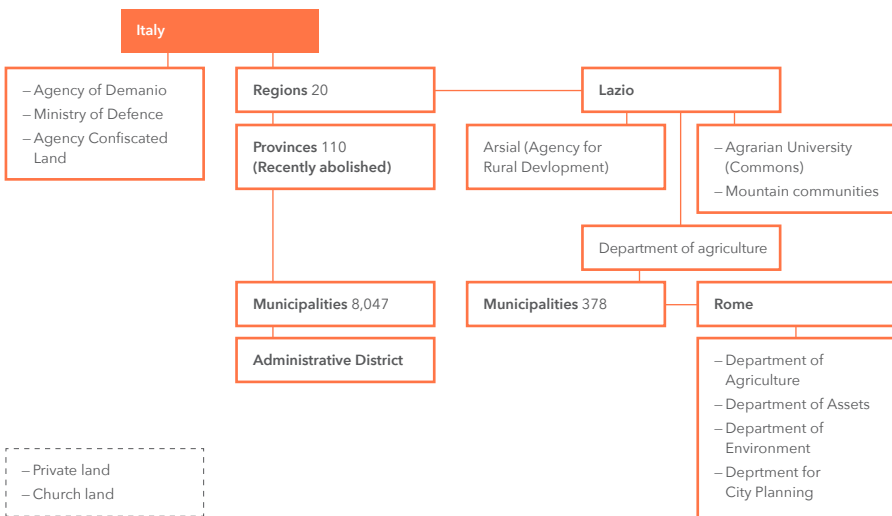 Italy
– Agency of Demanio
– Ministry of Defence
– Agency Confiscated
Land
Regions 20
Lazio
Provinces 110
(Recently abolished)
Arsial (Agency for
Rural Devlopment)
– Agrarian University
(Commons)
– Mountain communities
Department of agriculture
Municipalities 8,047
Municipalities 378
Rome
Administrative District
– Department of
Agriculture
– Department of Assets
– Department of
Environment
– Deprtment for
City Planning
– Private land
– Church land